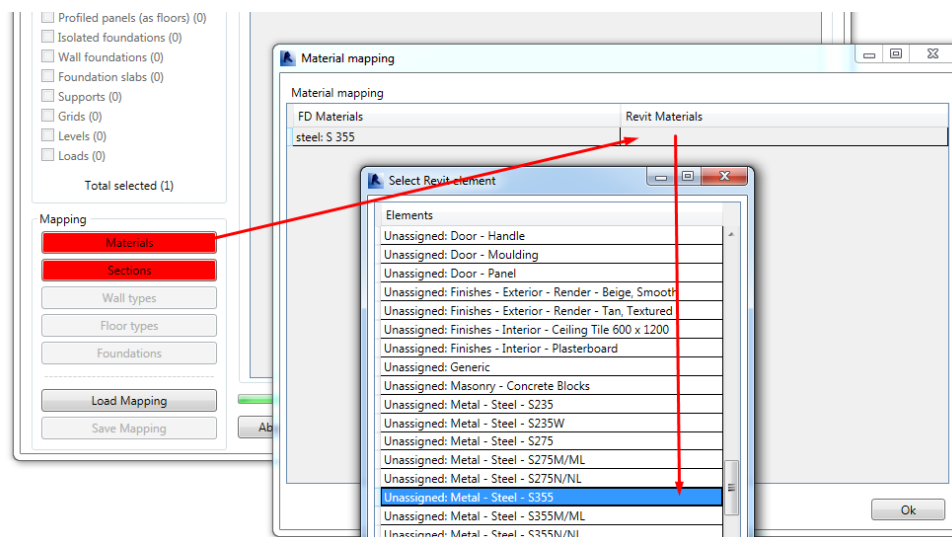 Profiled panels (as floors) (0)
Isolated foundations (0)
Wall foundations (0)
Foundation slabs (0)
Supports (0)
Grids (0)
Levels (0)
Loads (0)
Total selected (1)
Mapping
Materials
Sections
Wall types
Floor types
Foundations
Load Mapping
Save Mapping
Ab
Material mapping
Material mapping
FD Materials Revit Materials
steel: S 355
Select Revit element
Elements
Unassigned: Door - Handle
Unassigned: Door - Moulding
Unassigned: Door - Panel
Unassigned: Finishes - Exterior - Render - Beige, Smooth
Unassigned: Finishes - Exterior - Render - Tan, Textured
Unassigned: Finishes - Interior - Ceiling Tile 600 x 1200
Unassigned: Finishes - Interior - Plasterboard
Unassigned: Generic
Unassigned: Masonry - Concrete Blocks
Unassigned: Metal - Steel - S235
Unassigned: Metal - Steel - S235W
Unassigned: Metal - Steel - S275
Unassigned: Metal - Steel - S275M/ML
Unassigned: Metal - Steel - S275N/NL
Unassigned: Metal - Steel - S355
Unassigned: Metal - Steel - S355M/ML
Unassigned: Metal - Steel - S355N/NL
Ok